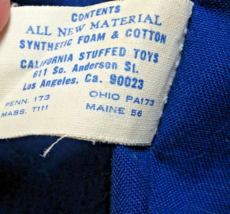 CONTENTS
ALL NEW MATERIAL
SYNTHETIC FOAM & COTTON
CALIFORNIA STUFFED TOYS
611 So. Anderson St.
Los Angeles, Ca. 90023
PENN. 173 OHIO PA173
MASS. T111 MAINE 56